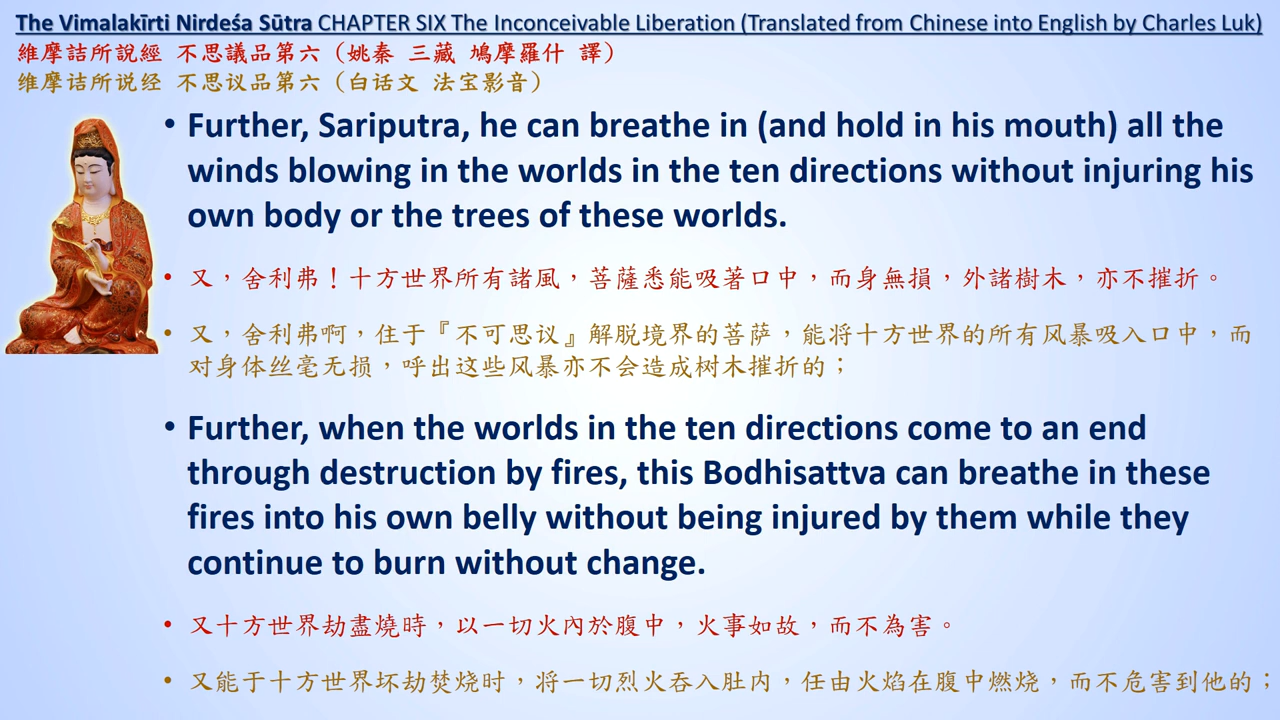 The Vimalakīrti Nirdeśa Sūtra CHAPTER SIX The Inconceivable Liberation (Translated from Chinese into English by Charles Luk)
維摩詰所說經 不思議品第六（姚秦 三藏 鳩摩羅什 譯）
维摩诘所说经 不思议品第六（白话文 法宝影音）
• Further, Sariputra, he can breathe in (and hold in his mouth) all the
winds blowing in the worlds in the ten directions without injuring his
own body or the trees of these worlds.
• 又，舍利弗！十方世界所有諸風，菩薩悉能吸著口中，而身無損，外諸樹木，亦不摧折。
• 又，舍利弗啊，住于『不可思议』解脱境界的菩萨，能将十方世界的所有风暴吸入口中，而
对身体丝毫无损，呼出这些风暴亦不会造成树木摧折的；
• Further, when the worlds in the ten directions come to an end
through destruction by fires, this Bodhisattva can breathe in these
fires into his own belly without being injured by them while they
continue to burn without change.
• 又十方世界劫盡燒時，以一切火內於腹中，火事如故，而不為害。
• 又能于十方世界坏劫焚烧时，将一切烈火吞入肚内，任由火焰在腹中燃烧，而不危害到他的；